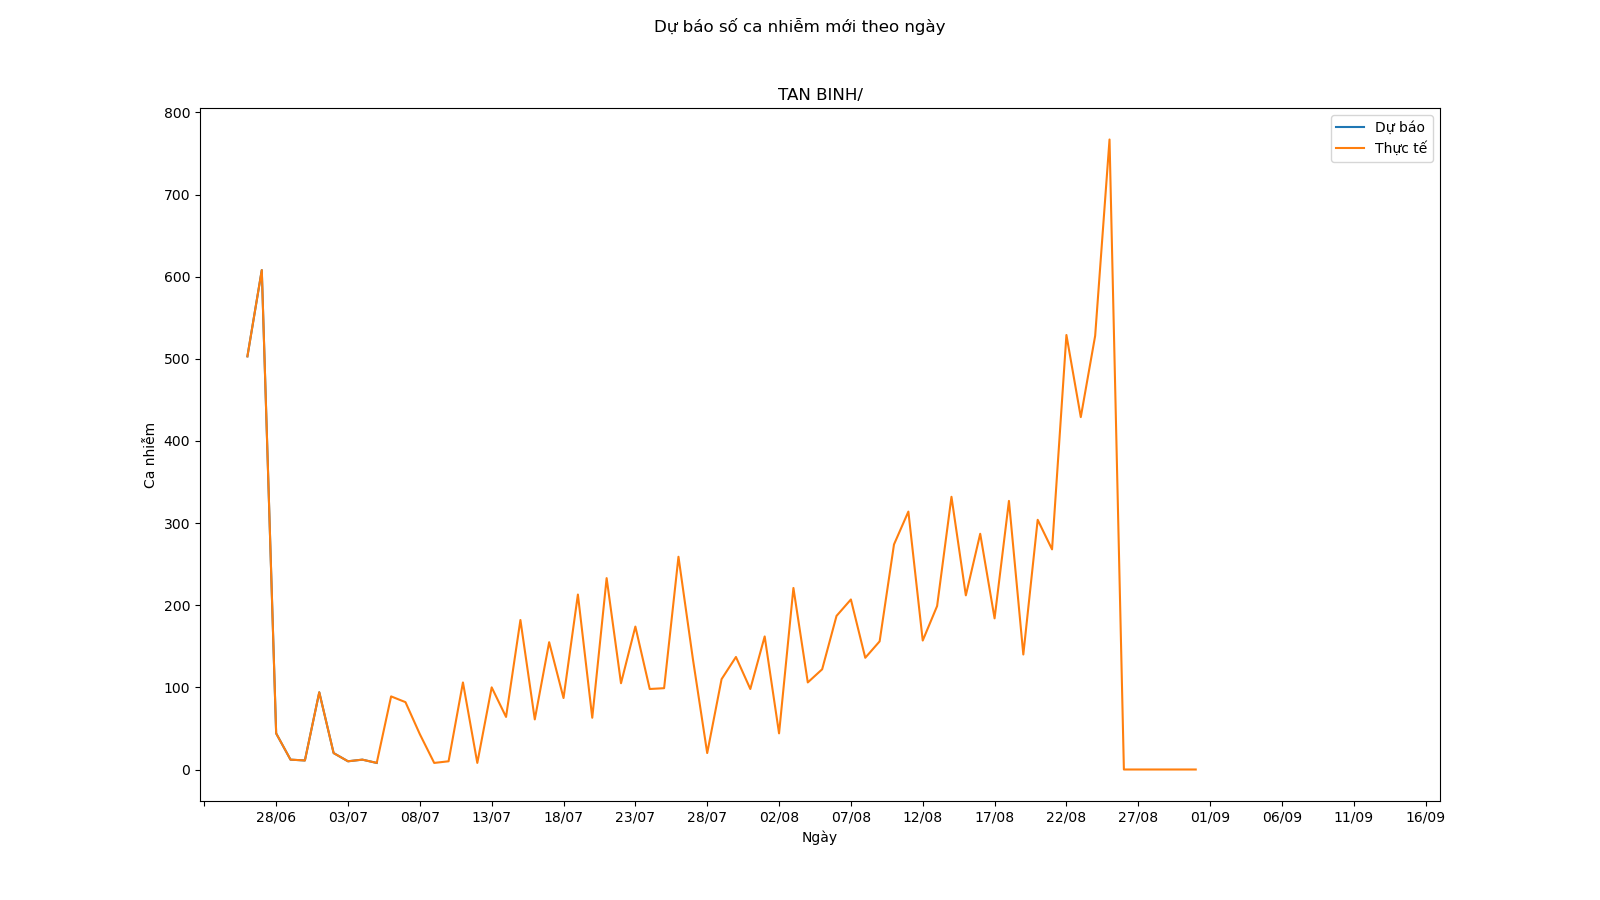 Dự báo số ca nhiễm mới theo ngày
TAN BINH/
Dự báo
Thực tế
800
700
600
500
400
300
200
100
0
Ca nhiễm
28/06 03/07 08/07 13/07 18/07 23/07 28/07 02/08 07/08 12/08 17/08 22/08 27/08 01/09 06/09 11/09 16/09
Ngày